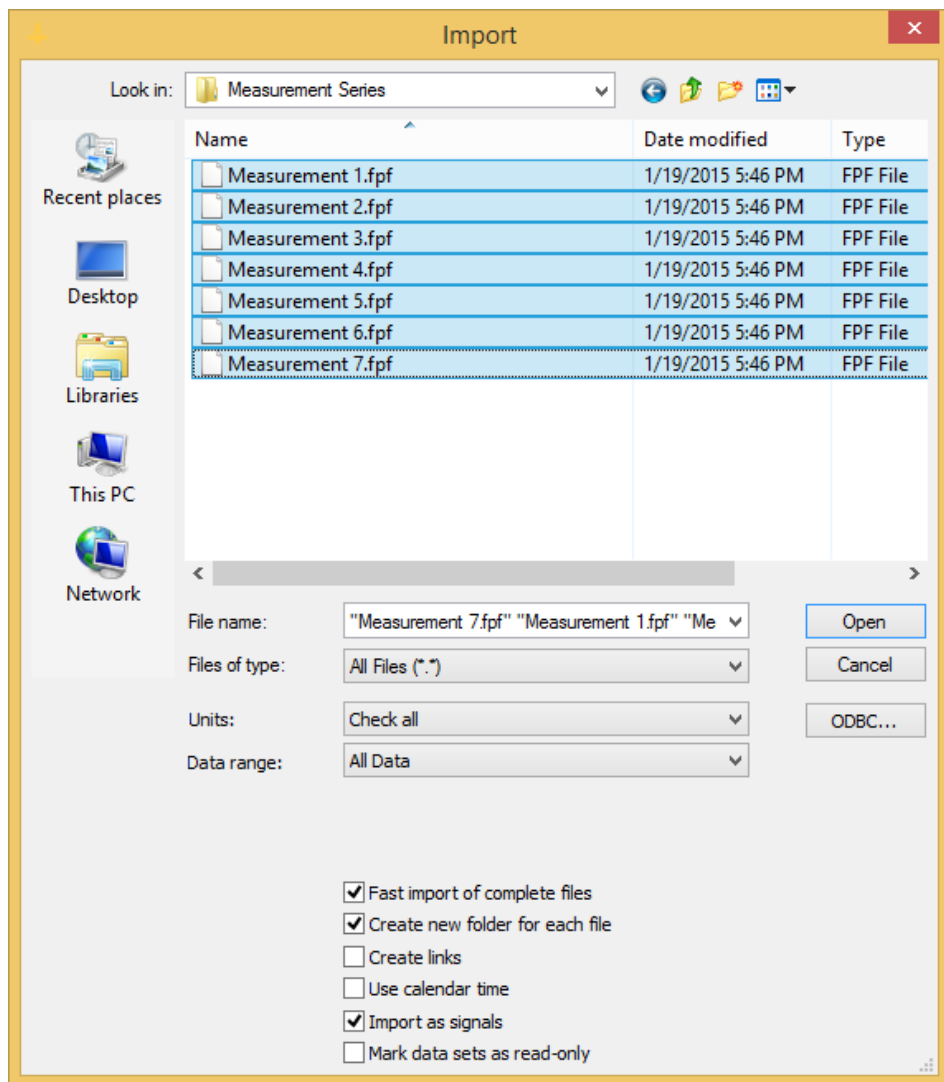 Import
Look in: Measurement Series
Name Date modified Type
Measurement 1.fpf 1/19/2015 5:46 PM FPF File
Measurement 2.fpf 1/19/2015 5:46 PM FPF File
Measurement 3.fpf 1/19/2015 5:46 PM FPF File
Measurement 4.fpf 1/19/2015 5:46 PM FPF File
Measurement 5.fpf 1/19/2015 5:46 PM FPF File
Measurement 6.fpf 1/19/2015 5:46 PM FPF File
Measurement 7.fpf 1/19/2015 5:46 PM FPF File
Recent places
Desktop
Libraries
This PC
Network
File name: "Measurement 7.fpf" "Measurement 1.fpf" "Me Open
Files of type: All Files (*.*) Cancel
Units: Check all ODBC...
Data range: All Data
Fast import of complete files
Create new folder for each file
Create links
Use calendar time
Import as signals
Mark data sets as read-only